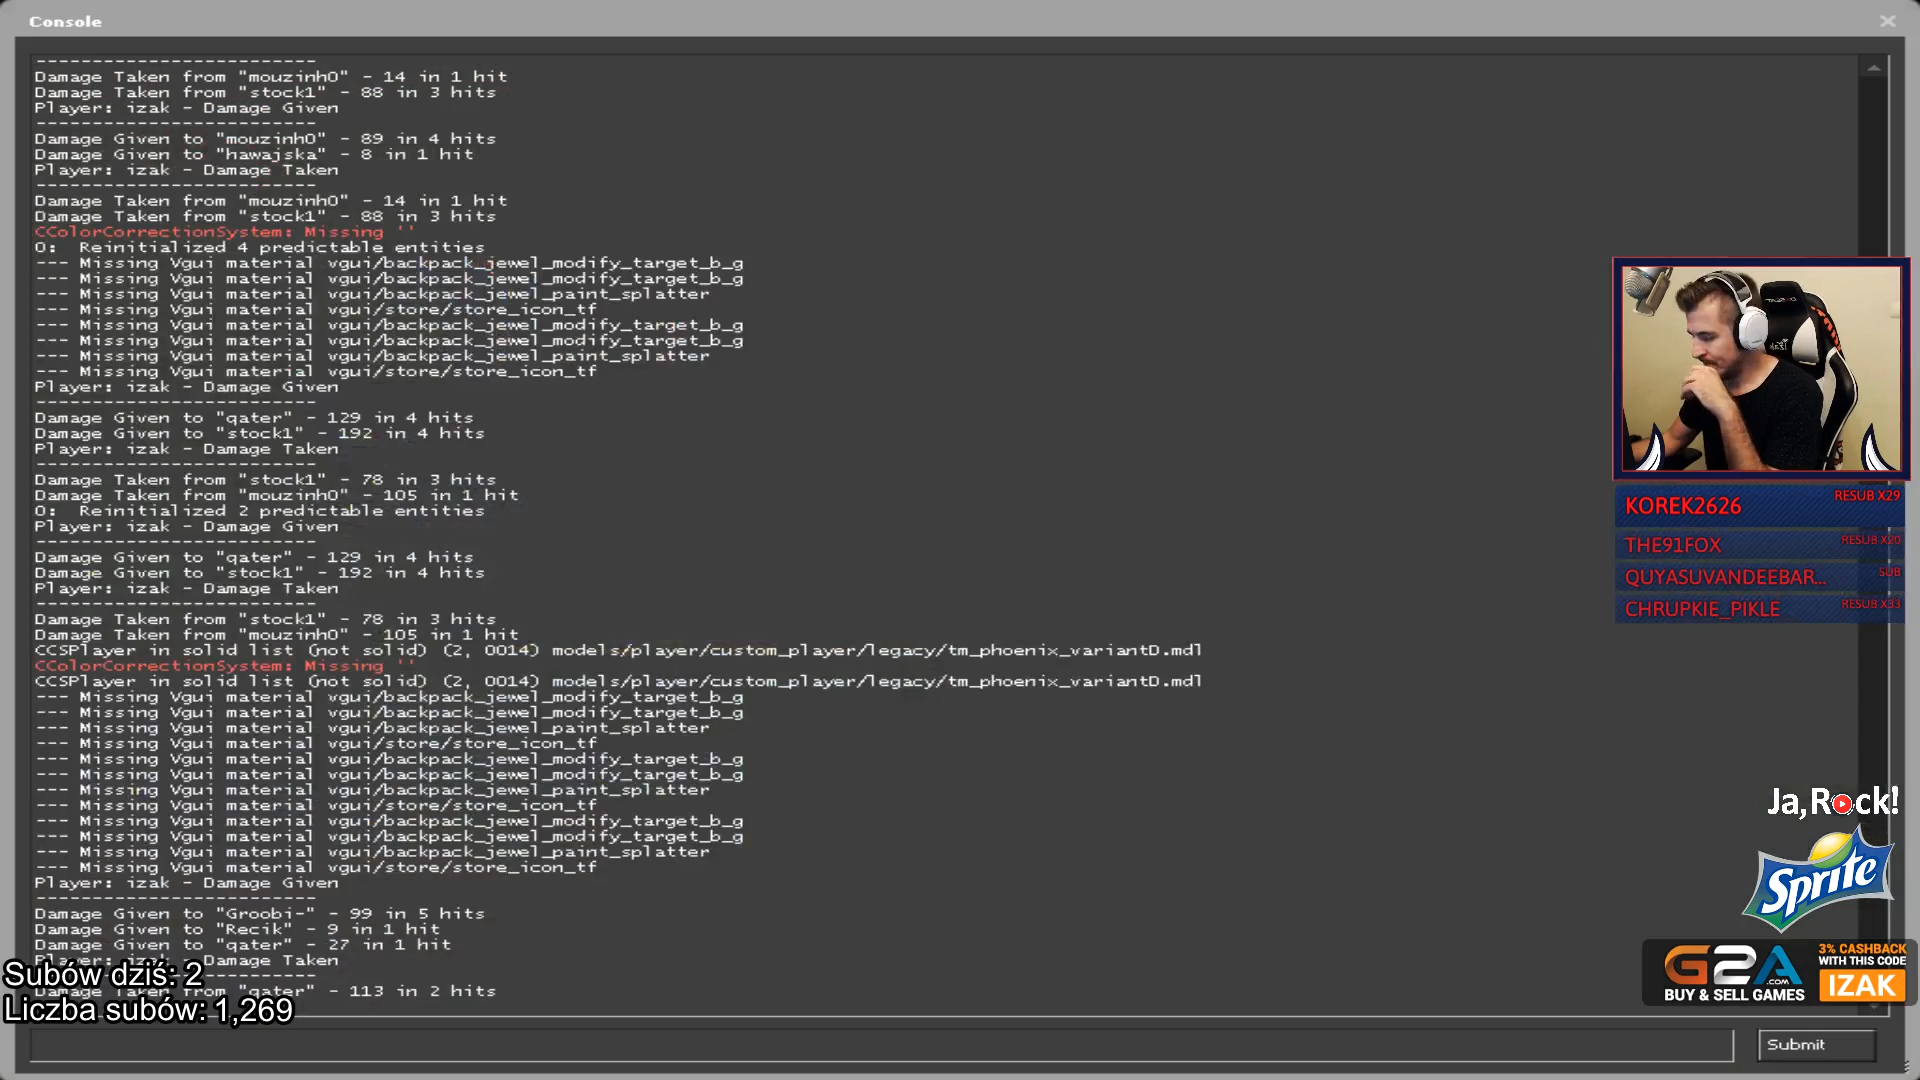 Console
------------------------
Damage Taken from "mouzinhO" - 14 in 1 hit
Damage Taken from "stock1" - 88 in 3 hits
Player: izak - Damage Given
------------------------
Damage Given to "mouzinhO" - 89 in 4 hits
Damage Given to "hawajska" - 8 in 1 hit
Player: izak - Damage Taken
------------------------
Damage Taken from "mouzinhO" - 14 in 1 hit
Damage Taken from "stock1" - 88 in 3 hits
CColorCorrectionSystem: Missing ''
0:  Reinitialized 4 predictable entities
--- Missing Vgui material vgui/backpack_jewel_modify_target_b_g
--- Missing Vgui material vgui/backpack_jewel_modify_target_b_g
--- Missing Vgui material vgui/backpack_jewel_paint_splatter
--- Missing Vgui material vgui/store/store_icon_tf
--- Missing Vgui material vgui/backpack_jewel_modify_target_b_g
--- Missing Vgui material vgui/backpack_jewel_modify_target_b_g
--- Missing Vgui material vgui/backpack_jewel_paint_splatter
--- Missing Vgui material vgui/store/store_icon_tf
Player: izak - Damage Given
------------------------
Damage Given to "qater" - 129 in 4 hits
Damage Given to "stock1" - 192 in 4 hits
Player: izak - Damage Taken
------------------------
Damage Taken from "stock1" - 78 in 3 hits
Damage Taken from "mouzinhO" - 105 in 1 hit
0:  Reinitialized 2 predictable entities
Player: izak - Damage Given
------------------------
Damage Given to "qater" - 129 in 4 hits
Damage Given to "stock1" - 192 in 4 hits
Player: izak - Damage Taken
------------------------
Damage Taken from "stock1" - 78 in 3 hits
Damage Taken from "mouzinhO" - 105 in 1 hit
CCSPlayer in solid list (not solid) (2, 0014) models/player/custom_player/legacy/tm_phoenix_variantD.mdl
CColorCorrectionSystem: Missing ''
CCSPlayer in solid list (not solid) (2, 0014) models/player/custom_player/legacy/tm_phoenix_variantD.mdl
--- Missing Vgui material vgui/backpack_jewel_modify_target_b_g
--- Missing Vgui material vgui/backpack_jewel_modify_target_b_g
--- Missing Vgui material vgui/backpack_jewel_paint_splatter
--- Missing Vgui material vgui/store/store_icon_tf
--- Missing Vgui material vgui/backpack_jewel_modify_target_b_g
--- Missing Vgui material vgui/backpack_jewel_modify_target_b_g
--- Missing Vgui material vgui/backpack_jewel_paint_splatter
--- Missing Vgui material vgui/store/store_icon_tf
--- Missing Vgui material vgui/backpack_jewel_modify_target_b_g
--- Missing Vgui material vgui/backpack_jewel_modify_target_b_g
--- Missing Vgui material vgui/backpack_jewel_paint_splatter
--- Missing Vgui material vgui/store/store_icon_tf
Player: izak - Damage Given
------------------------
Damage Given to "Groobi-" - 99 in 5 hits
Damage Given to "Recik" - 9 in 1 hit
Damage Given to "qater" - 27 in 1 hit
Player: izak - Damage Taken
------------------------
Damage Taken from "qater" - 113 in 2 hits
Subów dziś: 2
Liczba subów: 1,269
Submit
KOREK2626 RESUB X29
THE91FOX RESUB X20
QUYASUVANDEEBAR... SUB
CHRUPKIE_PIKLE RESUB X33
Ja,Rock!
Sprite
G2A.COM
BUY & SELL GAMES
3% CASHBACK
WITH THIS CODE
IZAK